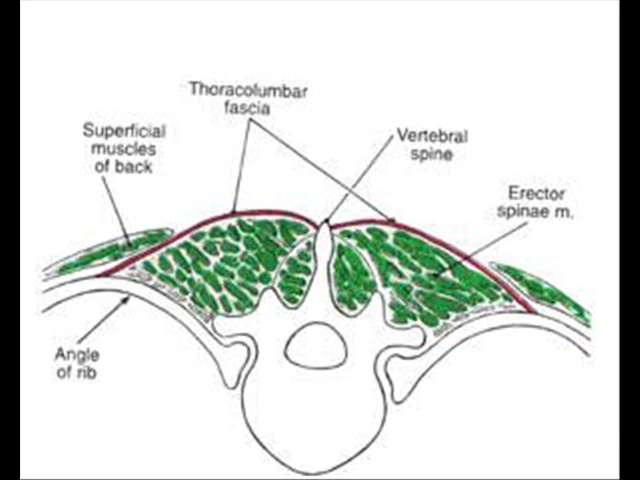 Thoracolumbar
fascia
Superficial
muscles
of back
Vertebral
spine
Erector
spinae m.
Angle
of rib